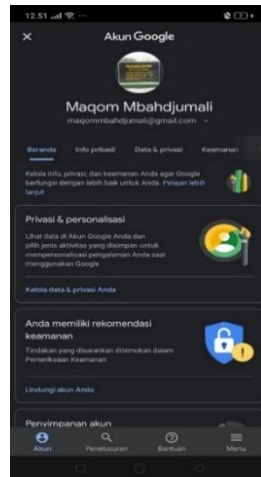 12.51
Akun Google
Maqom Mbahdjumali
maqommbahdjumali@gmail.com
Beranda Info pribadi Data & privasi Keamanan
Kelola info, privasi, dan keamanan Anda agar Google
berfungsi dengan lebih baik untuk Anda. Pelajari lebih
lanjut
Privasi & personalisasi
Lihat data di Akun Google Anda dan
pilih jenis aktivitas yang disimpan untuk
mempersonalisasi pengalaman Anda saat
menggunakan Google
Kelola data & privasi Anda
Anda memiliki rekomendasi
keamanan
Tindakan yang disarankan ditemukan dalam
Pemeriksaan Keamanan
Lindungi akun Anda
Penyimpanan akun
Akun Penelusuran Bantuan Menu